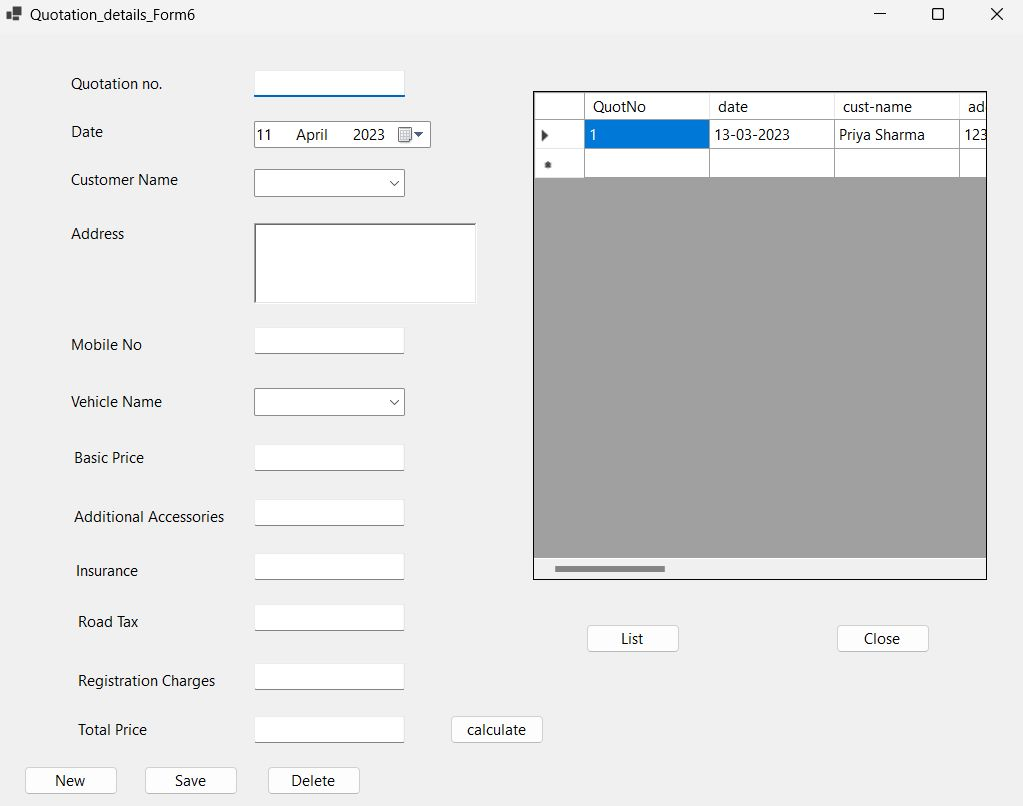 Quotation_details_Form6
Quotation no.
Date
11 April 2023
Customer Name
Address
Mobile No
Vehicle Name
Basic Price
Additional Accessories
Insurance
Road Tax
Registration Charges
Total Price
calculate
New Save Delete
QuotNo date cust-name ad
1 13-03-2023 Priya Sharma 123
List Close